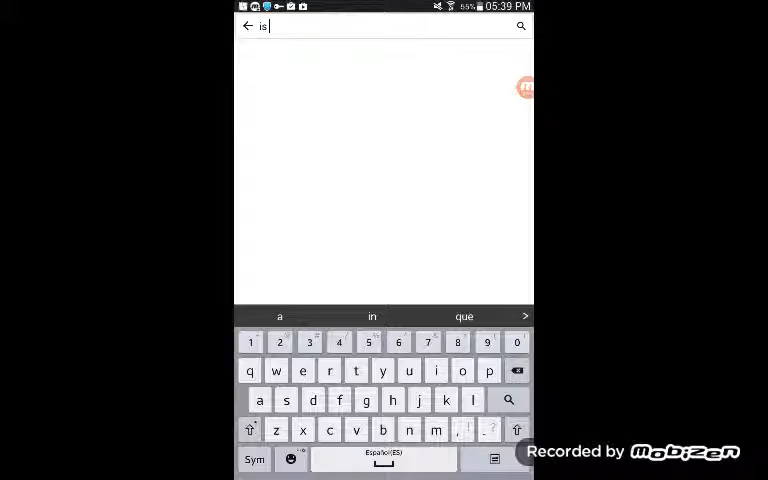 55% 05:39 PM
is
a in que
1 2 3 4 5 6 7 8 9 0
q w e r t y u i o p
a s d f g h j k l
z x c v b n m , .
Sym Español(ES)
Recorded by Mobizen